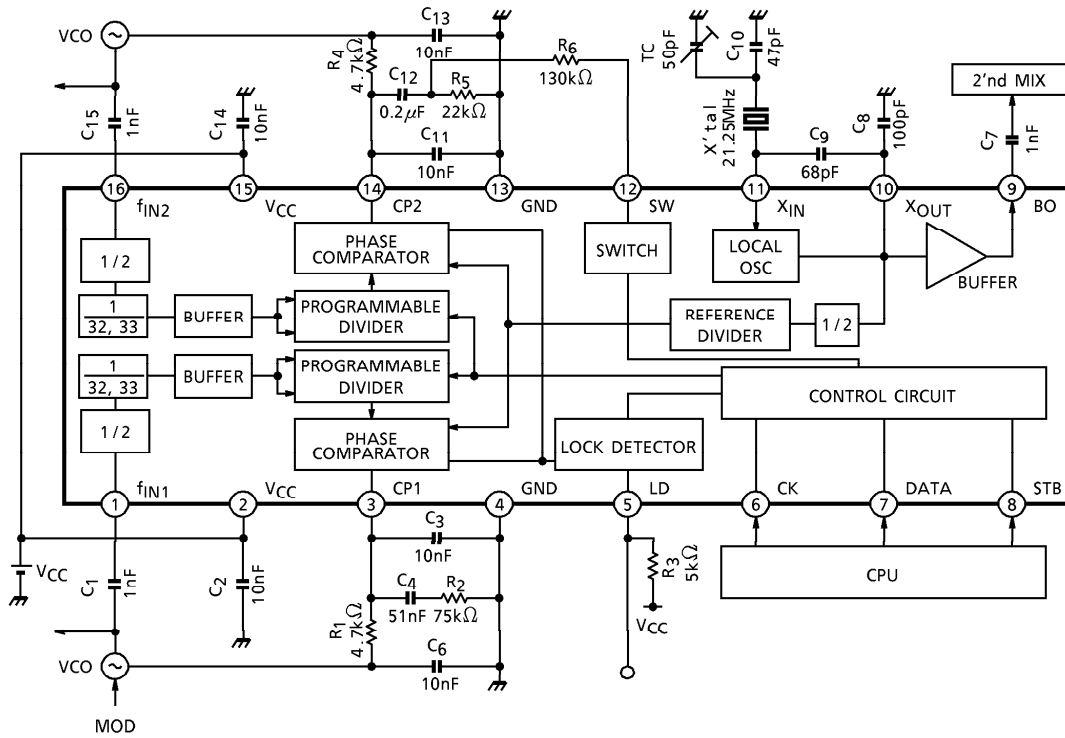 VCO
C13
10nF
R4
4.7kΩ
C12
0.2μF
R5
22kΩ
C11
10nF
R6
130kΩ
TC
50pF
C10
47pF
X'tal
21.25MHz
C9
68pF
C8
100pF
2'nd MIX
C7
1nF
C15
1nF
C14
10nF
16
15
14
13
12
11
10
9
fIN2
VCC
CP2
GND
SW
XIN
XOUT
BO
1/2
PHASE
COMPARATOR
SWITCH
LOCAL
OSC
BUFFER
1
32, 33
BUFFER
PROGRAMMABLE
DIVIDER
REFERENCE
DIVIDER
1/2
1
32, 33
BUFFER
PROGRAMMABLE
DIVIDER
CONTROL CIRCUIT
1/2
PHASE
COMPARATOR
LOCK DETECTOR
fIN1
VCC
CP1
GND
LD
CK
DATA
STB
1
2
3
4
5
6
7
8
VCC
C1
1nF
C2
10nF
C3
10nF
C4
51nF
R2
75kΩ
R1
4.7kΩ
C6
10nF
R3
5kΩ
VCC
CPU
VCO
MOD